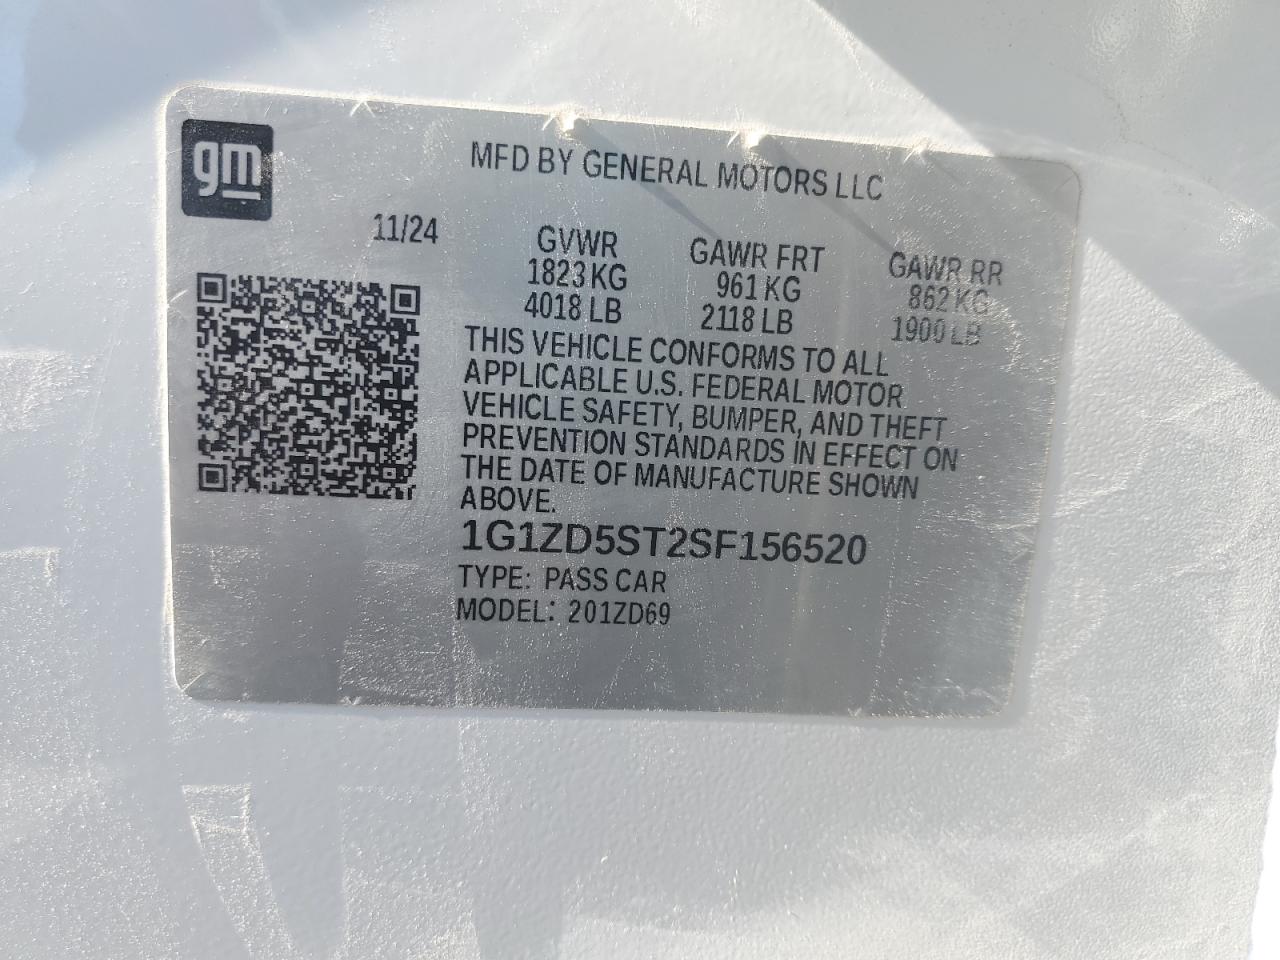 gm
MFD BY GENERAL MOTORS LLC
11/24
GVWR GAWR FRT GAWR RR
1823 KG 961 KG 862 KG
4018 LB 2118 LB 1900 LB
THIS VEHICLE CONFORMS TO ALL
APPLICABLE U.S. FEDERAL MOTOR
VEHICLE SAFETY, BUMPER, AND THEFT
PREVENTION STANDARDS IN EFFECT ON
THE DATE OF MANUFACTURE SHOWN
ABOVE.
1G1ZD5ST2SF156520
TYPE: PASS CAR
MODEL: 201ZD69